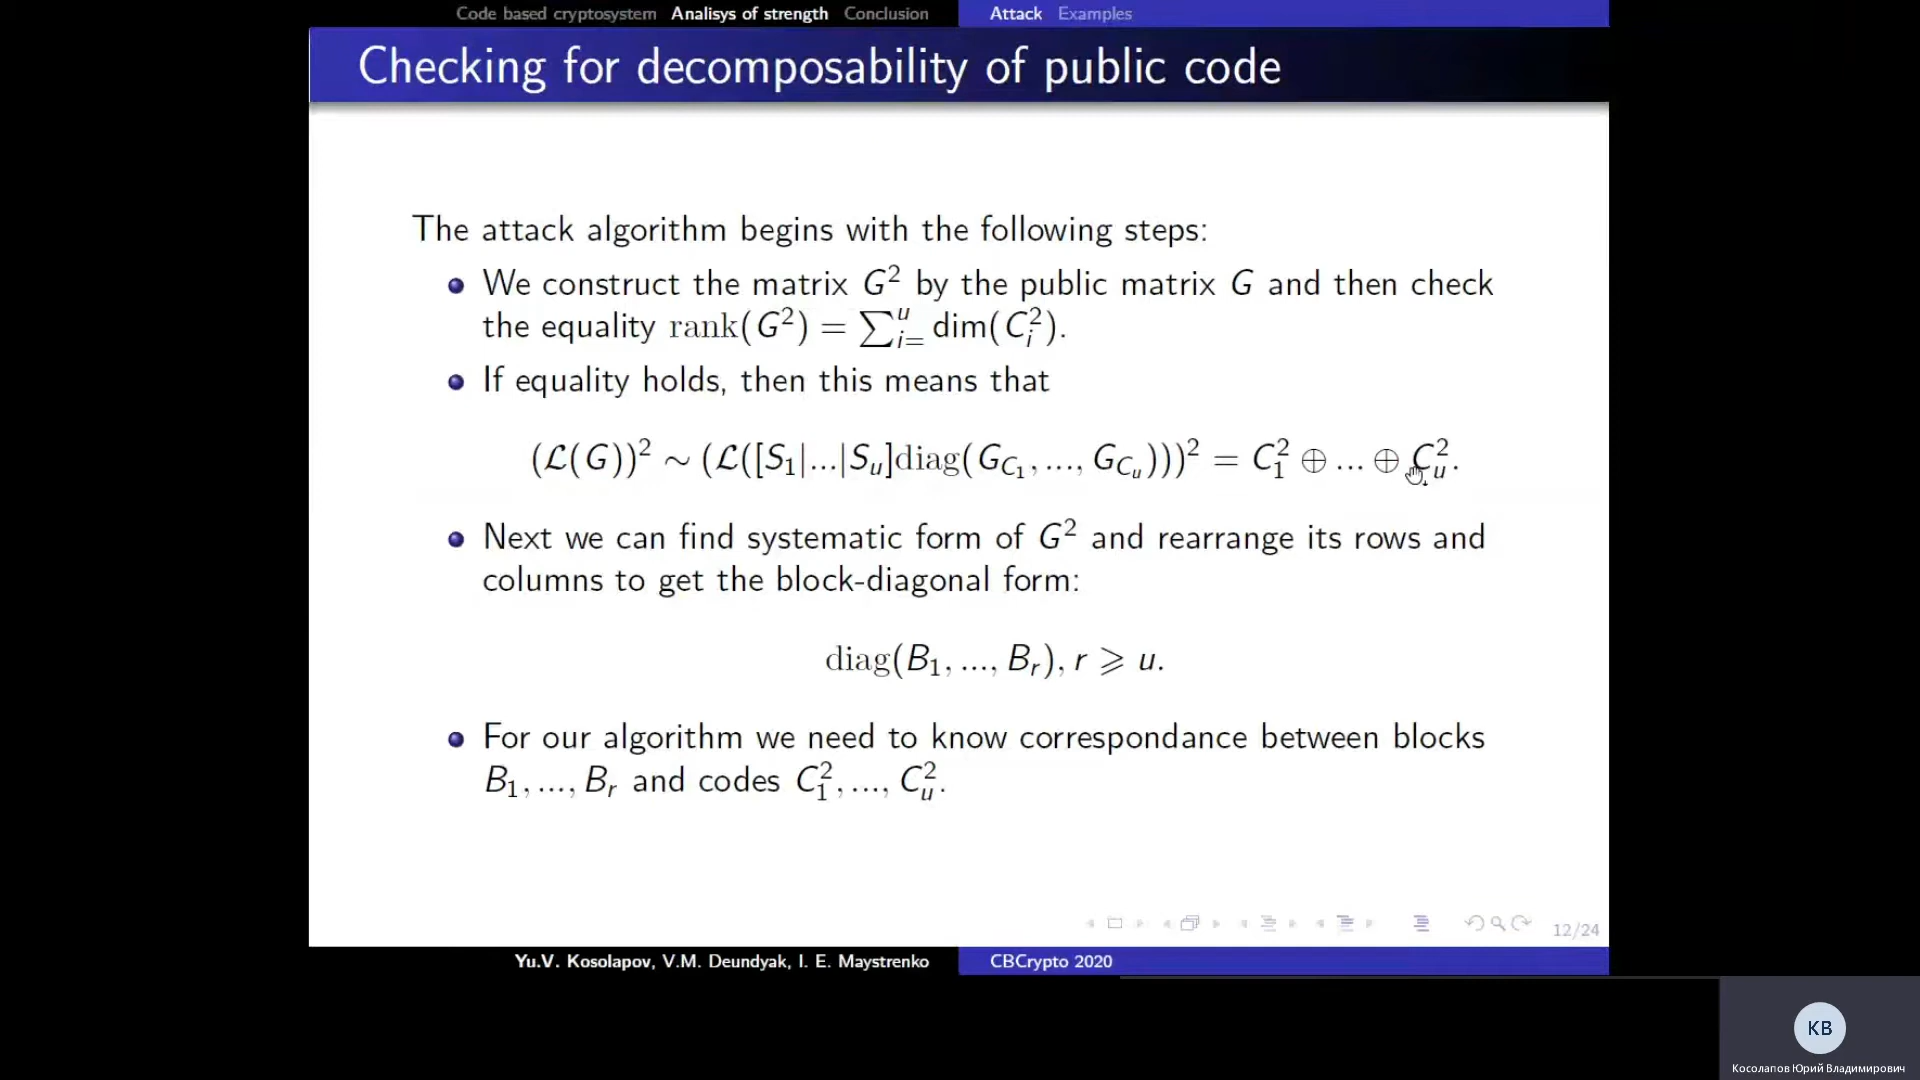 Code based cryptosystem Analisys of strength Conclusion Attack Examples
Checking for decomposability of public code
The attack algorithm begins with the following steps:
We construct the matrix G² by the public matrix G and then check
the equality rank(G²) = ∑ᵢ₌ᵘ dim(Cᵢ²).
If equality holds, then this means that
(ℒ(G))² ∼ (ℒ([S₁|...|Sᵤ]diag(G_{C₁}, ..., G_{Cᵤ})))² = C₁² ⊕ ... ⊕ Cᵤ².
Next we can find systematic form of G² and rearrange its rows and
columns to get the block-diagonal form:
diag(B₁, ..., Bᵣ), r ⩾ u.
For our algorithm we need to know correspondance between blocks
B₁, ..., Bᵣ and codes C₁², ..., Cᵤ².
12/24
Yu.V. Kosolapov, V.M. Deundyak, I. E. Maystrenko CBCrypto 2020
КВ
Косолапов Юрий Владимирович